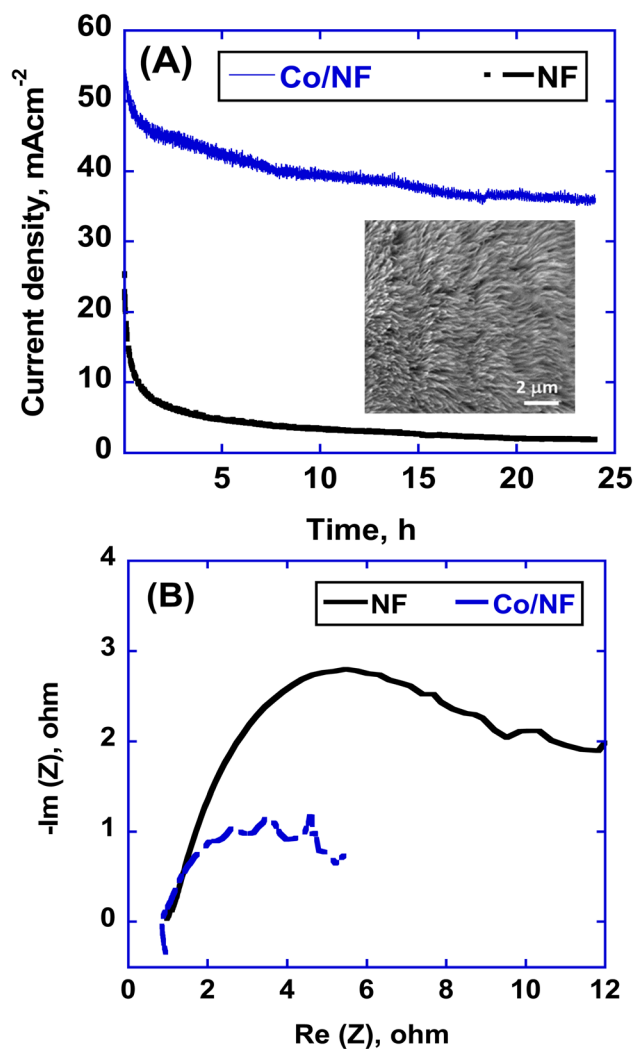 60
50
40
30
20
10
0
Current density, mAcm⁻²
(A)
Co/NF
NF
2 µm
5
10
15
20
25
Time, h
4
3
2
1
0
-Im (Z), ohm
(B)
NF
Co/NF
0
2
4
6
8
10
12
Re (Z), ohm